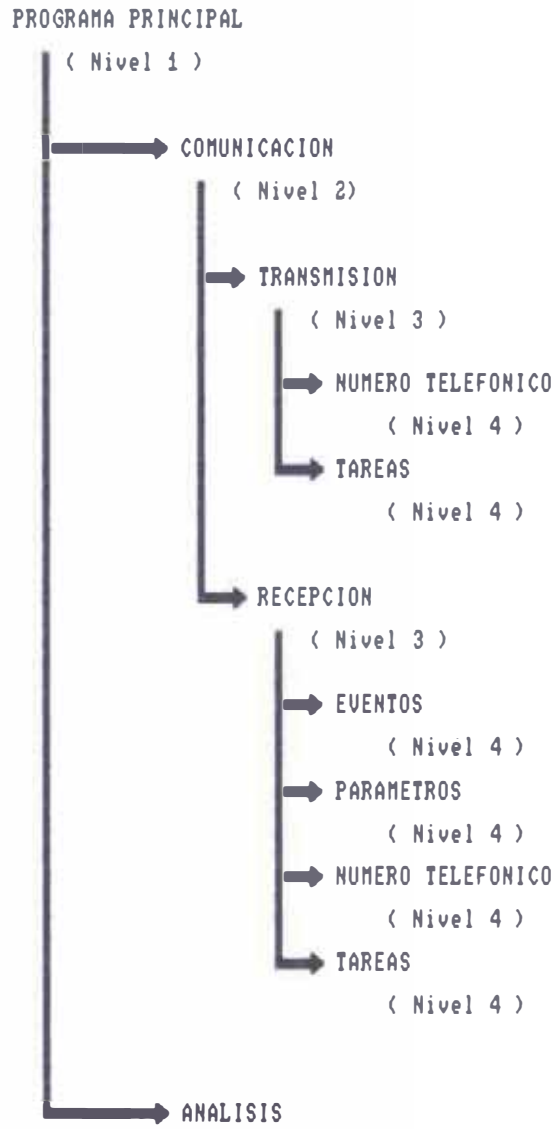 PROGRAMA PRINCIPAL
( Nivel 1 )
COMUNICACION
( Nivel 2)
TRANSMISION
( Nivel 3 )
NUMERO TELEFONICO
( Nivel 4 )
TAREAS
( Nivel 4 )
RECEPCION
( Nivel 3 )
EVENTOS
( Nivel 4 )
PARAMETROS
( Nivel 4 )
NUMERO TELEFONICO
( Nivel 4 )
TAREAS
( Nivel 4 )
ANALISIS